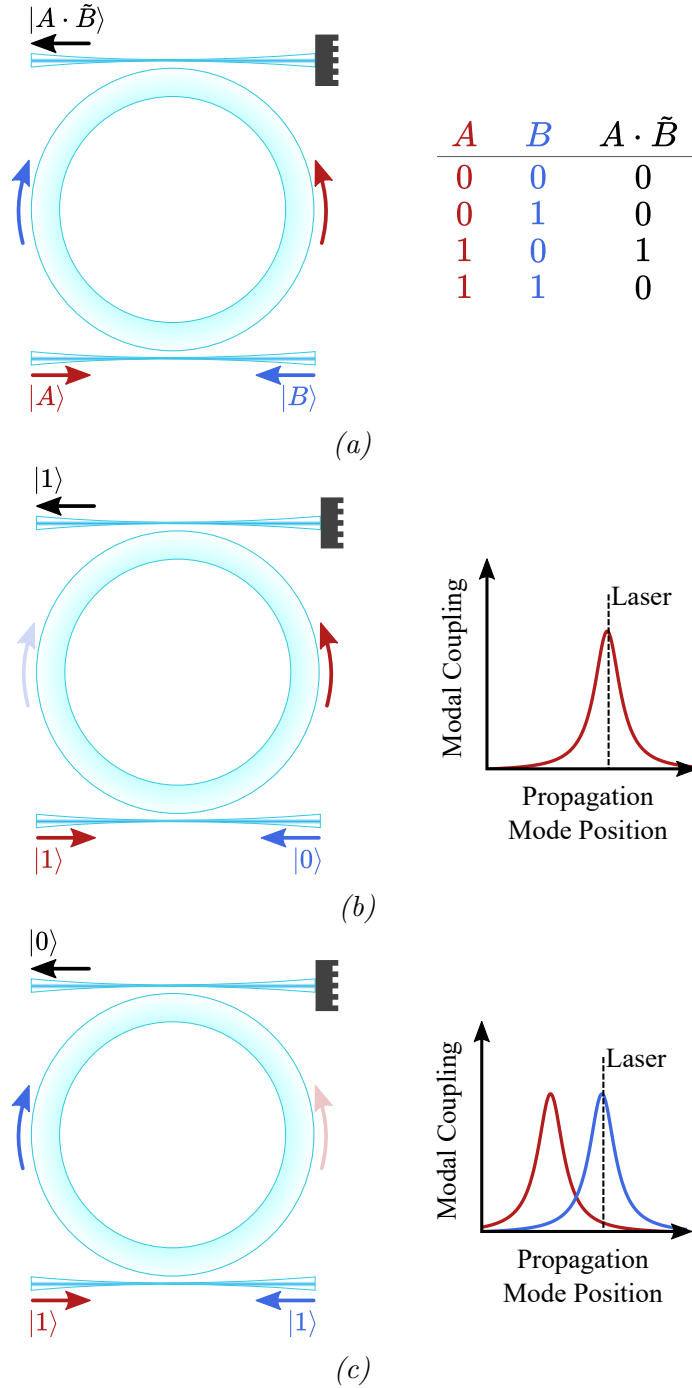 |A · B̃⟩
A B A · B̃
0 0 0
0 1 0
1 0 1
1 1 0
|A⟩ |B⟩
(a)
|1⟩
Laser
Modal Coupling
Propagation
Mode Position
|1⟩ |0⟩
(b)
|0⟩
Laser
Modal Coupling
Propagation
Mode Position
|1⟩ |1⟩
(c)